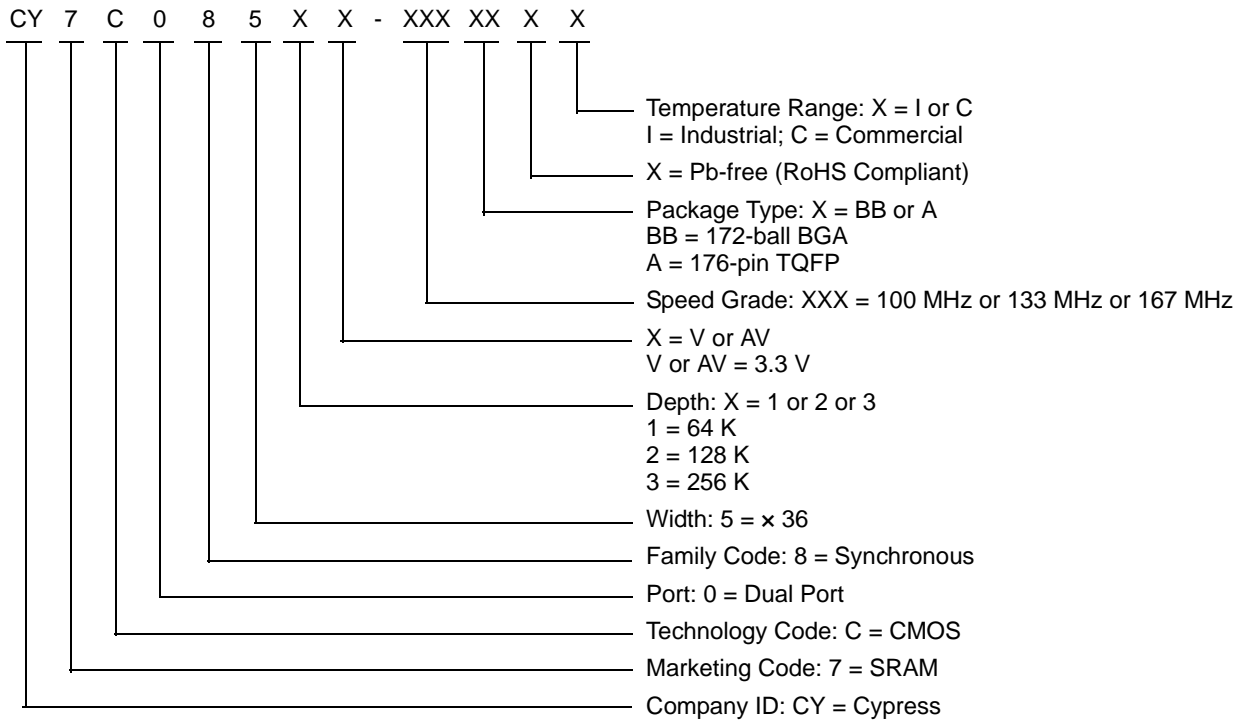 CY 7 C 0 8 5 X X - XXX XX X X
Temperature Range: X = I or C
I = Industrial; C = Commercial
X = Pb-free (RoHS Compliant)
Package Type: X = BB or A
BB = 172-ball BGA
A = 176-pin TQFP
Speed Grade: XXX = 100 MHz or 133 MHz or 167 MHz
X = V or AV
V or AV = 3.3 V
Depth: X = 1 or 2 or 3
1 = 64 K
2 = 128 K
3 = 256 K
Width: 5 = × 36
Family Code: 8 = Synchronous
Port: 0 = Dual Port
Technology Code: C = CMOS
Marketing Code: 7 = SRAM
Company ID: CY = Cypress